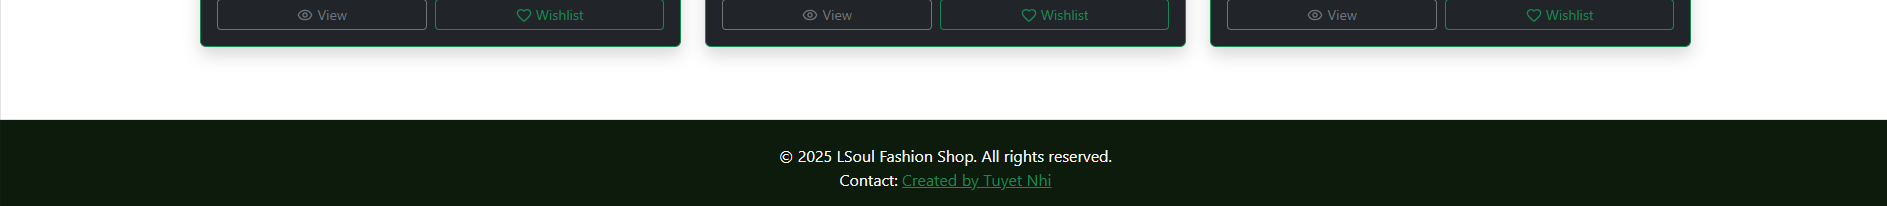 View Wishlist View Wishlist View Wishlist
© 2025 LSoul Fashion Shop. All rights reserved.
Contact: Created by Tuyet Nhi